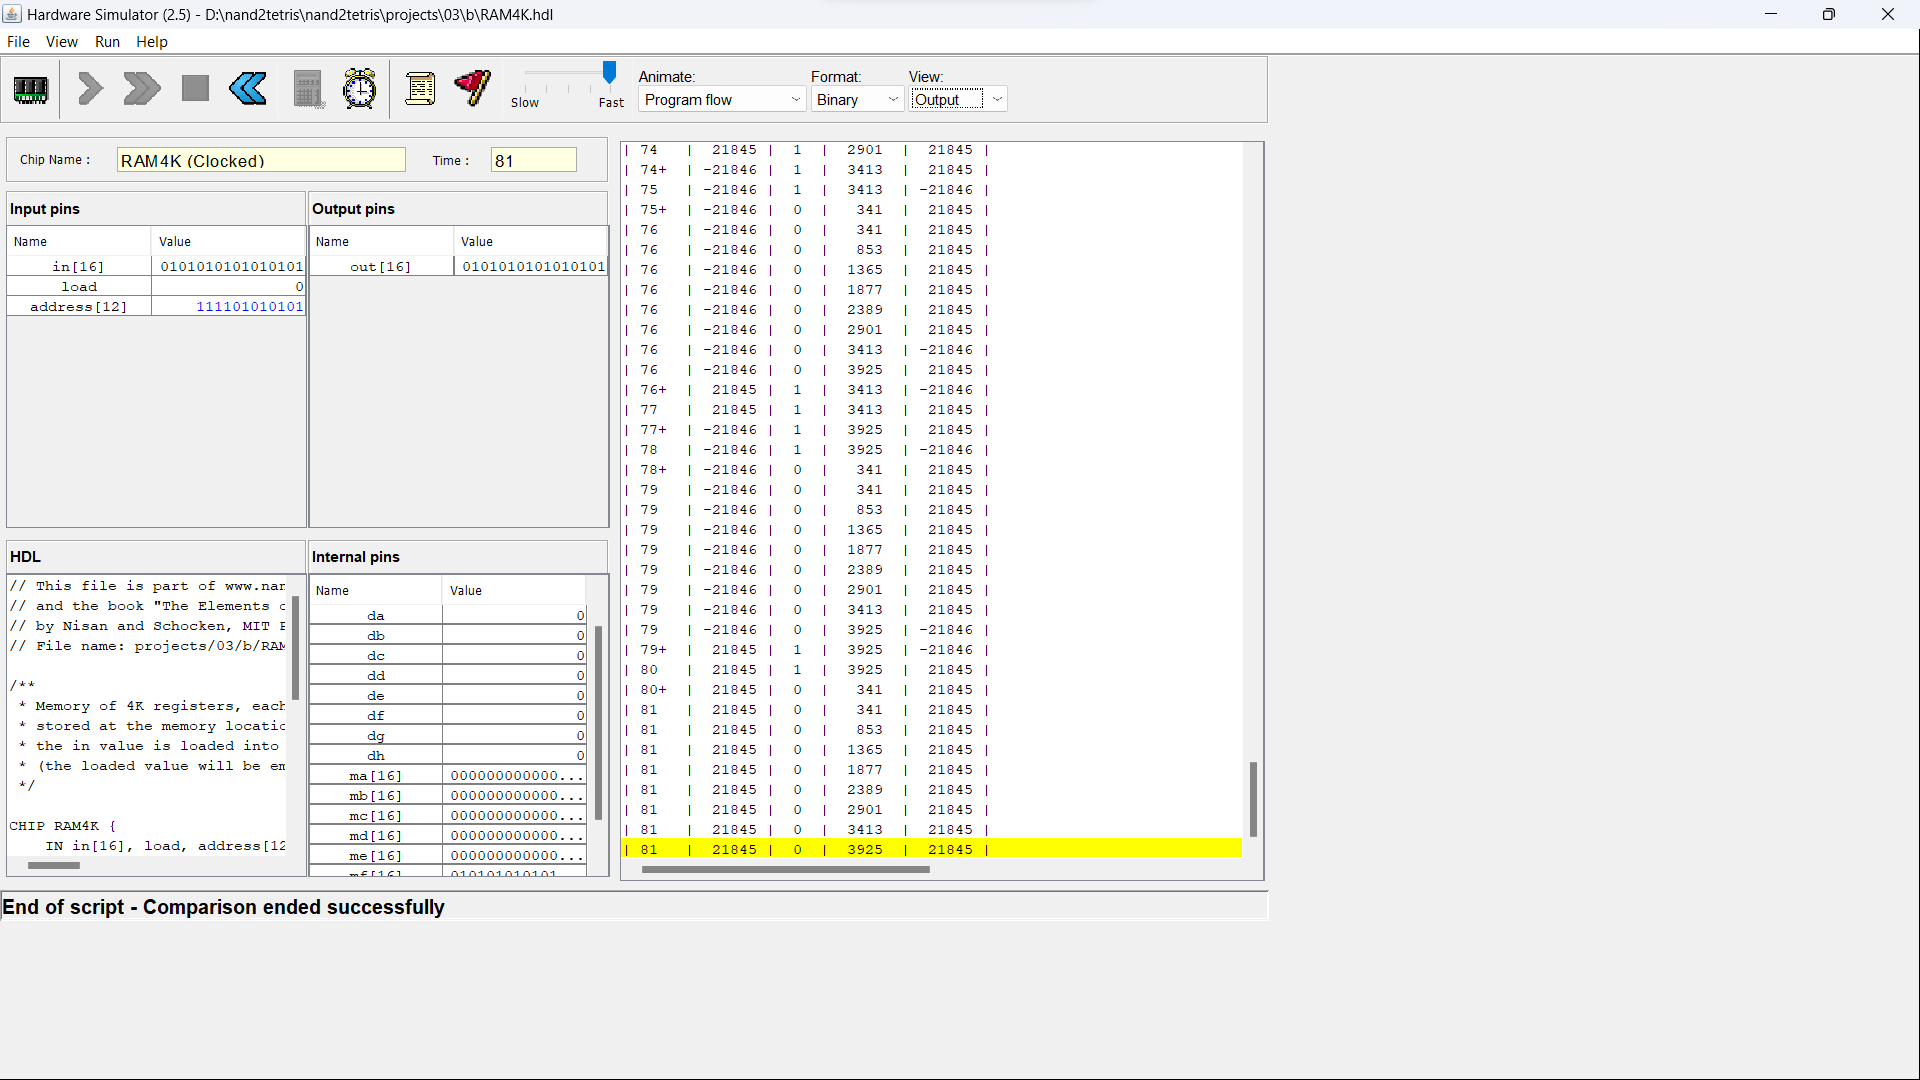 Hardware Simulator (2.5) - D:\nand2tetris\nand2tetris\projects\03\b\RAM4K.hdl
File View Run Help
Slow Fast
Animate: Format: View:
Program flow Binary Output
Chip Name : RAM4K (Clocked) Time : 81
Input pins
Name Value
in[16] 0101010101010101
load 0
address[12] 111101010101
Output pins
Name Value
out[16] 0101010101010101
HDL
// This file is part of www.nan
// and the book "The Elements c
// by Nisan and Schocken, MIT P
// File name: projects/03/b/RAM
/**
* Memory of 4K registers, each
* stored at the memory locatic
* the in value is loaded into
* (the loaded value will be em
*/
CHIP RAM4K {
IN in[16], load, address[12
Internal pins
Name Value
da 0
db 0
dc 0
dd 0
de 0
df 0
dg 0
dh 0
ma[16] 000000000000...
mb[16] 000000000000...
mc[16] 000000000000...
md[16] 000000000000...
me[16] 000000000000...
mf[16] 010101010101...
| 74 | 21845 | 1 | 2901 | 21845 |
| 74+ | -21846 | 1 | 3413 | 21845 |
| 75 | -21846 | 1 | 3413 | -21846 |
| 75+ | -21846 | 0 | 341 | 21845 |
| 76 | -21846 | 0 | 341 | 21845 |
| 76 | -21846 | 0 | 853 | 21845 |
| 76 | -21846 | 0 | 1365 | 21845 |
| 76 | -21846 | 0 | 1877 | 21845 |
| 76 | -21846 | 0 | 2389 | 21845 |
| 76 | -21846 | 0 | 2901 | 21845 |
| 76 | -21846 | 0 | 3413 | -21846 |
| 76 | -21846 | 0 | 3925 | 21845 |
| 76+ | 21845 | 1 | 3413 | -21846 |
| 77 | 21845 | 1 | 3413 | 21845 |
| 77+ | -21846 | 1 | 3925 | 21845 |
| 78 | -21846 | 1 | 3925 | -21846 |
| 78+ | -21846 | 0 | 341 | 21845 |
| 79 | -21846 | 0 | 341 | 21845 |
| 79 | -21846 | 0 | 853 | 21845 |
| 79 | -21846 | 0 | 1365 | 21845 |
| 79 | -21846 | 0 | 1877 | 21845 |
| 79 | -21846 | 0 | 2389 | 21845 |
| 79 | -21846 | 0 | 2901 | 21845 |
| 79 | -21846 | 0 | 3413 | 21845 |
| 79 | -21846 | 0 | 3925 | -21846 |
| 79+ | 21845 | 1 | 3925 | -21846 |
| 80 | 21845 | 1 | 3925 | 21845 |
| 80+ | 21845 | 0 | 341 | 21845 |
| 81 | 21845 | 0 | 341 | 21845 |
| 81 | 21845 | 0 | 853 | 21845 |
| 81 | 21845 | 0 | 1365 | 21845 |
| 81 | 21845 | 0 | 1877 | 21845 |
| 81 | 21845 | 0 | 2389 | 21845 |
| 81 | 21845 | 0 | 2901 | 21845 |
| 81 | 21845 | 0 | 3413 | 21845 |
| 81 | 21845 | 0 | 3925 | 21845 |
End of script - Comparison ended successfully